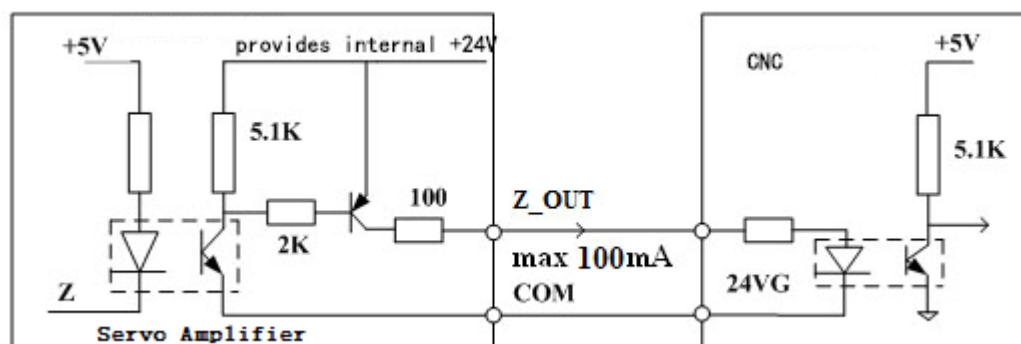 +5V
provides internal +24V
5.1K
2K
100
Z
Servo Amplifier
Z_OUT
max 100mA
COM
CNC
+5V
5.1K
24VG